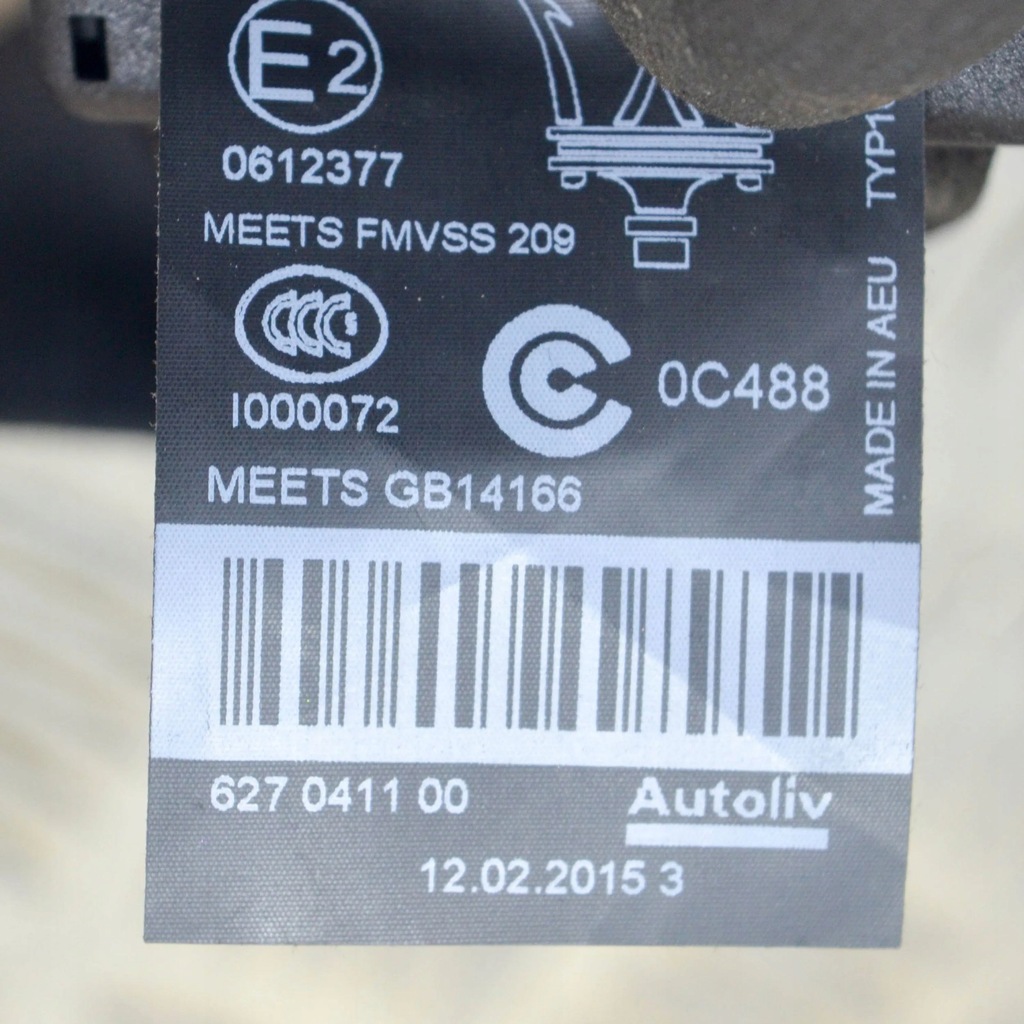 E2
0612377
MEETS FMVSS 209
CCC S
I000072
0C488
MEETS GB14166
MADE IN AEU
627 0411 00
Autoliv
12.02.2015 3